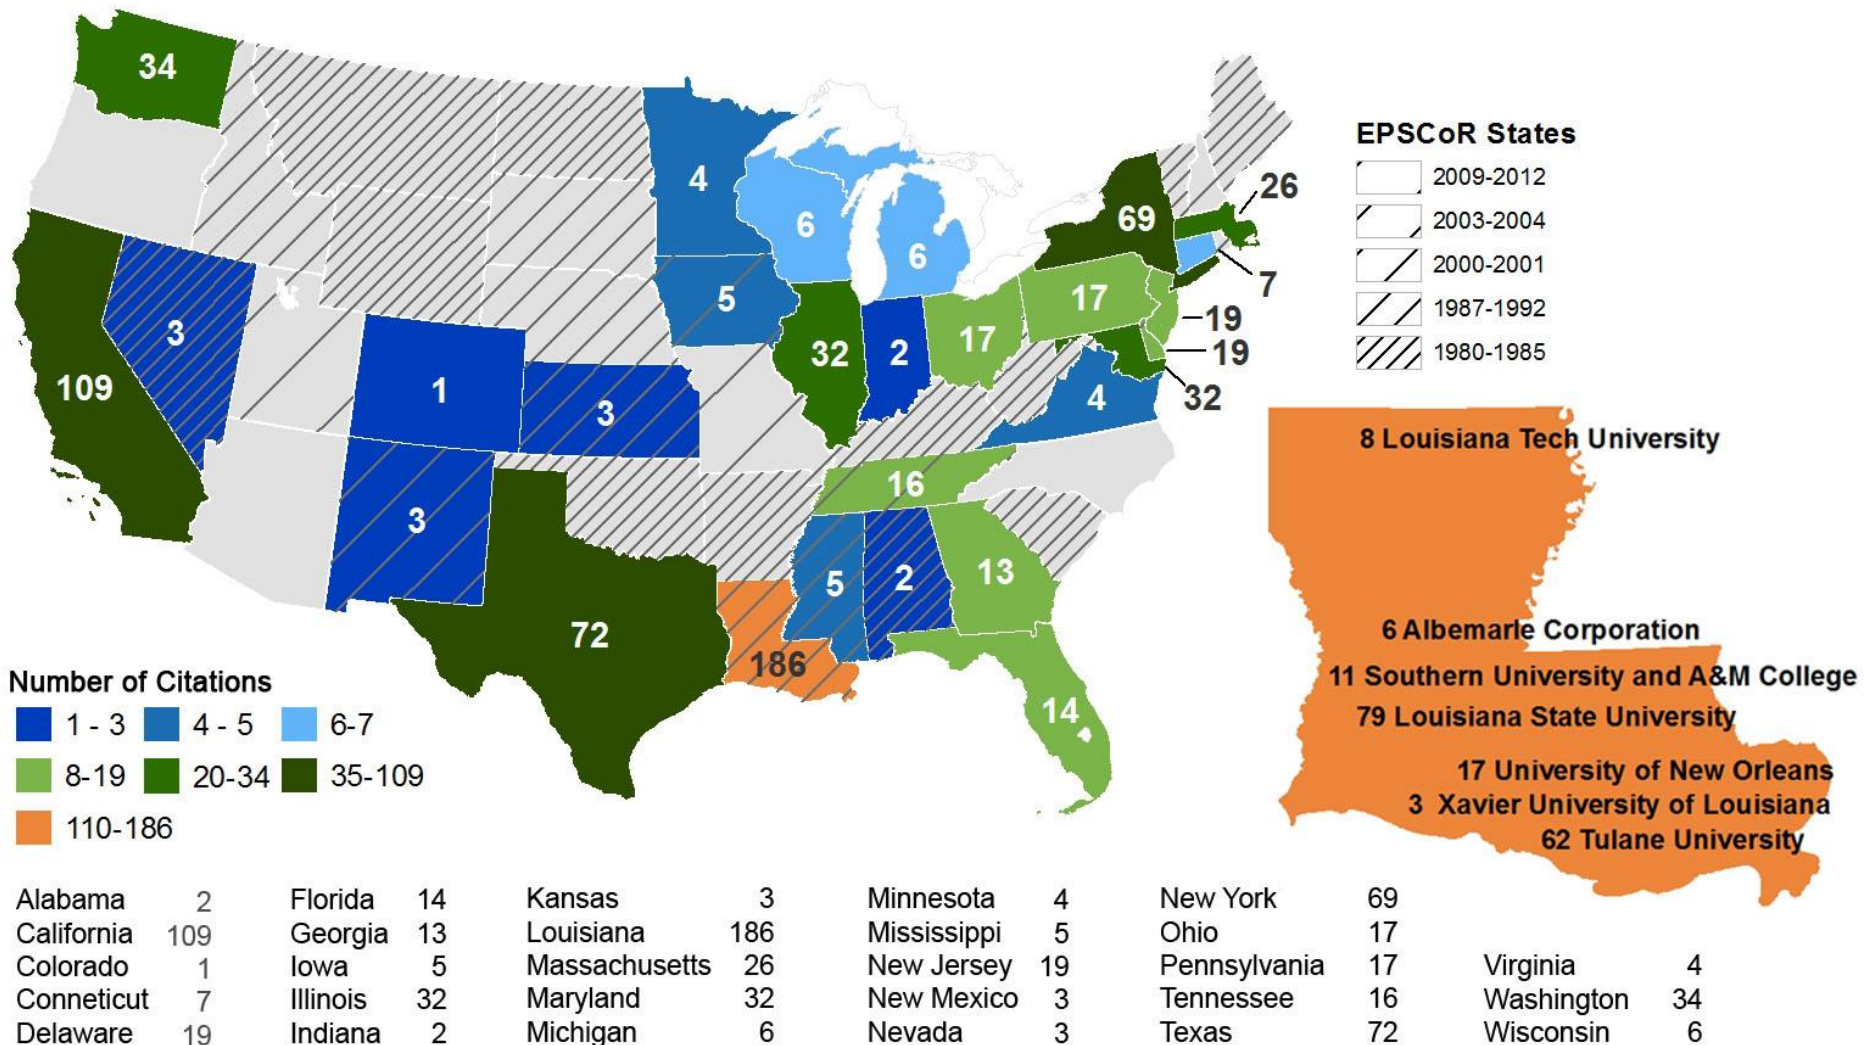 34
109
3
1
3
3
72
4
5
6
6
32
2
17
17
69
26
7
19
19
32
4
16
5
2
13
14
186
EPSCoR States
2009-2012
2003-2004
2000-2001
1987-1992
1980-1985
8 Louisiana Tech University
6 Albemarle Corporation
11 Southern University and A&M College
79 Louisiana State University
17 University of New Orleans
3 Xavier University of Louisiana
62 Tulane University
Number of Citations
1 - 3 4 - 5 6-7
8-19 20-34 35-109
110-186
Alabama 2 Florida 14 Kansas 3 Minnesota 4 New York 69
California 109 Georgia 13 Louisiana 186 Mississippi 5 Ohio 17
Colorado 1 Iowa 5 Massachusetts 26 New Jersey 19 Pennsylvania 17 Virginia 4
Conneticut 7 Illinois 32 Maryland 32 New Mexico 3 Tennessee 16 Washington 34
Delaware 19 Indiana 2 Michigan 6 Nevada 3 Texas 72 Wisconsin 6